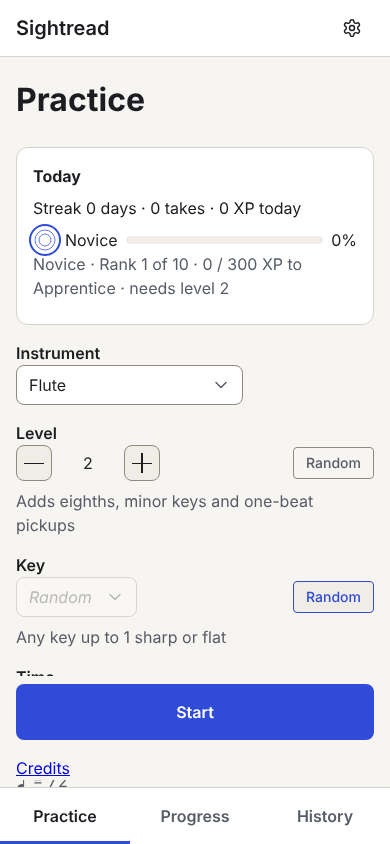 Sightread
Practice
Today
Streak 0 days · 0 takes · 0 XP today
Novice 0%
Novice · Rank 1 of 10 · 0 / 300 XP to
Apprentice · needs level 2
Instrument
Flute
Level
2 Random
Adds eighths, minor keys and one-beat
pickups
Key
Random Random
Any key up to 1 sharp or flat
Start
Credits
Practice Progress History